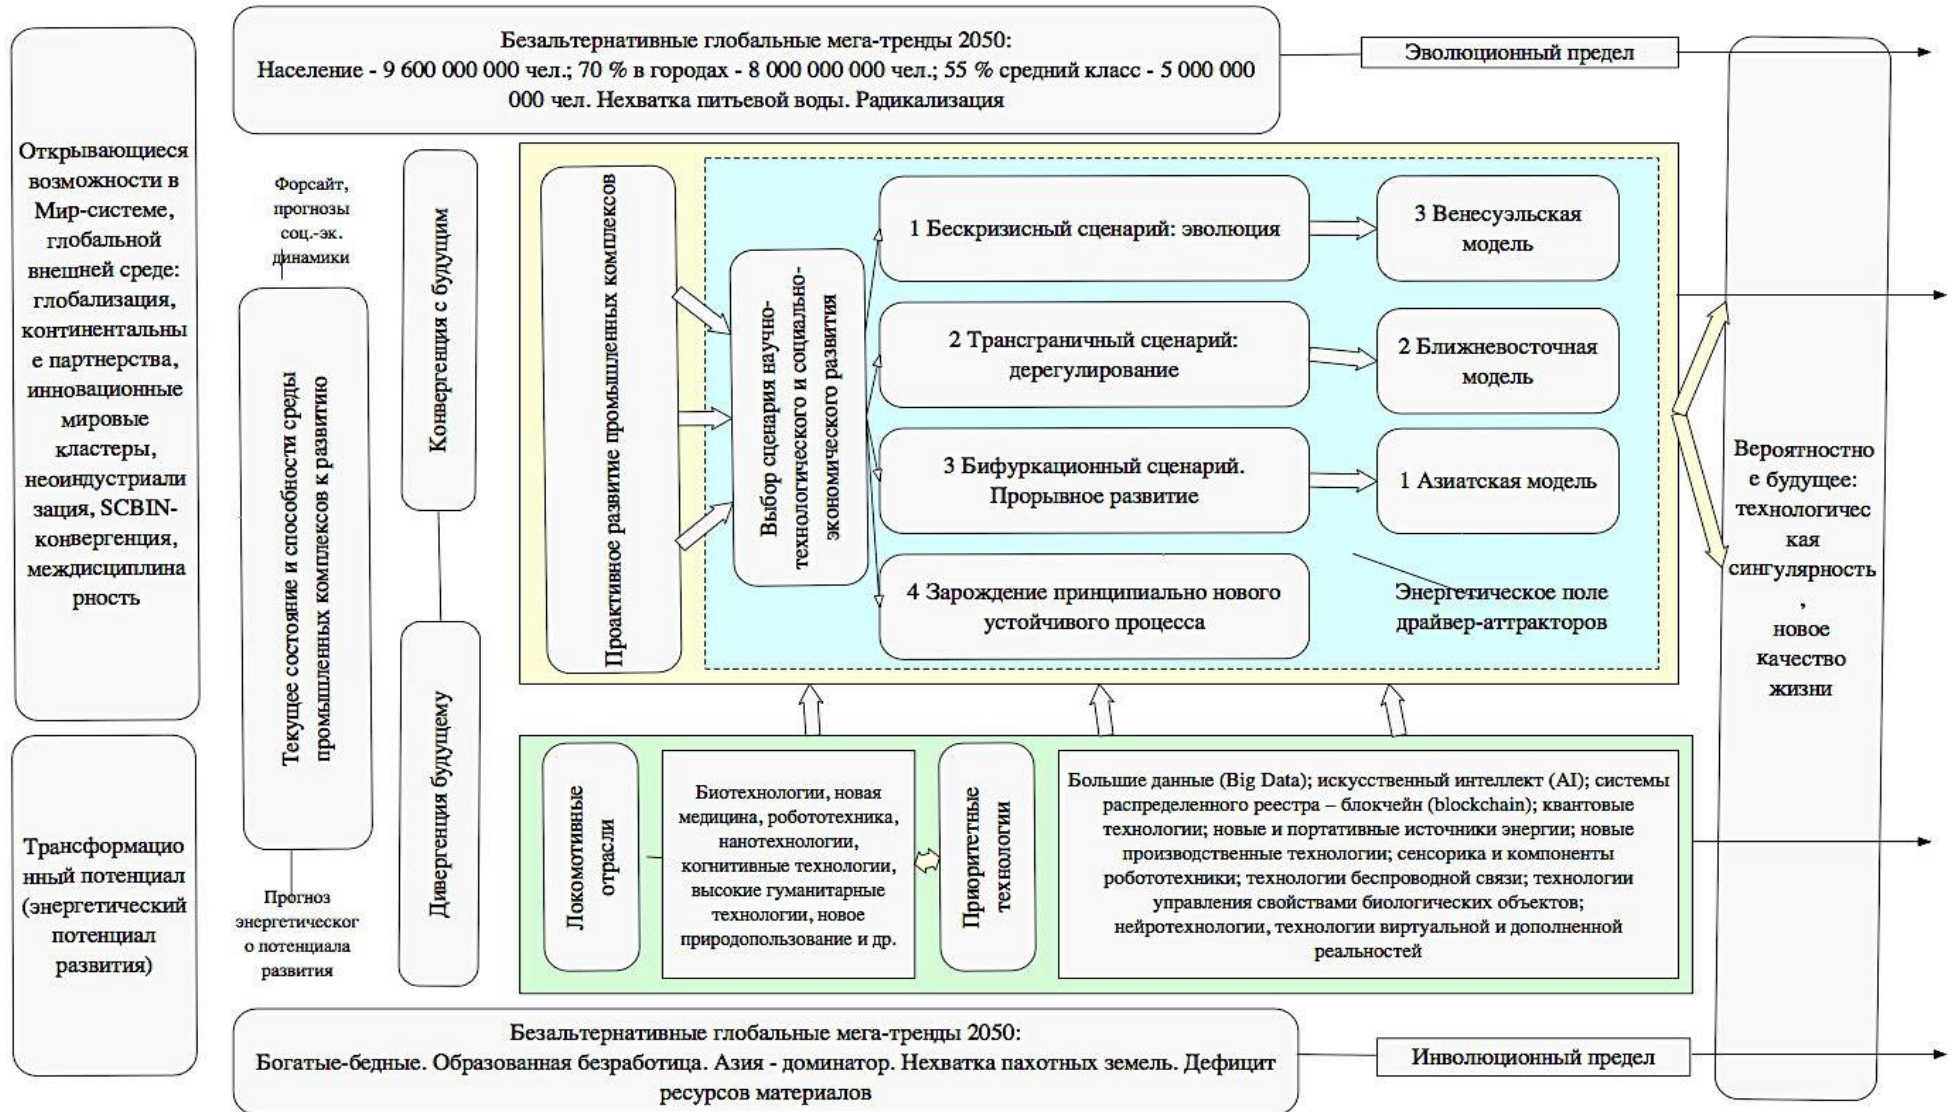 Безальтернативные глобальные мега-тренды 2050:
Население - 9 600 000 000 чел.; 70 % в городах - 8 000 000 000 чел.; 55 % средний класс - 5 000 000
000 чел. Нехватка питьевой воды. Радикализация
Эволюционный предел
Открывающиеся
возможности в
Мир-системе,
глобальной
внешней среде:
глобализация,
континентальны
е партнерства,
инновационные
мировые
кластеры,
неоиндустриали
зация, SCBIN-
конвергенция,
междисциплина
рность
Трансформацио
нный потенциал
(энергетический
потенциал
развития)
Форсайт,
прогнозы
соц.-эк.
динамики
Текущее состояние и способности среды
промышленных комплексов к развитию
Прогноз
энергетическог
о потенциала
развития
Конвергенция с будущим
Дивергенция будущему
Проактивное развитие промышленных комплексов
Выбор сценария научно-
технологического и социально-
экономического развития
1 Бескризисный сценарий: эволюция
3 Венесуэльская
модель
2 Трансграничный сценарий:
дерегулирование
2 Ближневосточная
модель
3 Бифуркационный сценарий.
Прорывное развитие
1 Азиатская модель
4 Зарождение принципиально нового
устойчивого процесса
Энергетическое поле
драйвер-аттракторов
Локомотивные
отрасли
Биотехнологии, новая
медицина, робототехника,
нанотехнологии,
когнитивные технологии,
высокие гуманитарные
технологии, новое
природопользование и др.
Приоритетные
технологии
Большие данные (Big Data); искусственный интеллект (AI); системы
распределенного реестра – блокчейн (blockchain); квантовые
технологии; новые и портативные источники энергии; новые
производственные технологии; сенсорика и компоненты
робототехники; технологии беспроводной связи; технологии
управления свойствами биологических объектов;
нейротехнологии, технологии виртуальной и дополненной
реальностей
Вероятностно
е будущее:
технологичес
кая
сингулярность
,
новое
качество
жизни
Безальтернативные глобальные мега-тренды 2050:
Богатые-бедные. Образованная безработица. Азия - доминатор. Нехватка пахотных земель. Дефицит
ресурсов материалов
Инволюционный предел